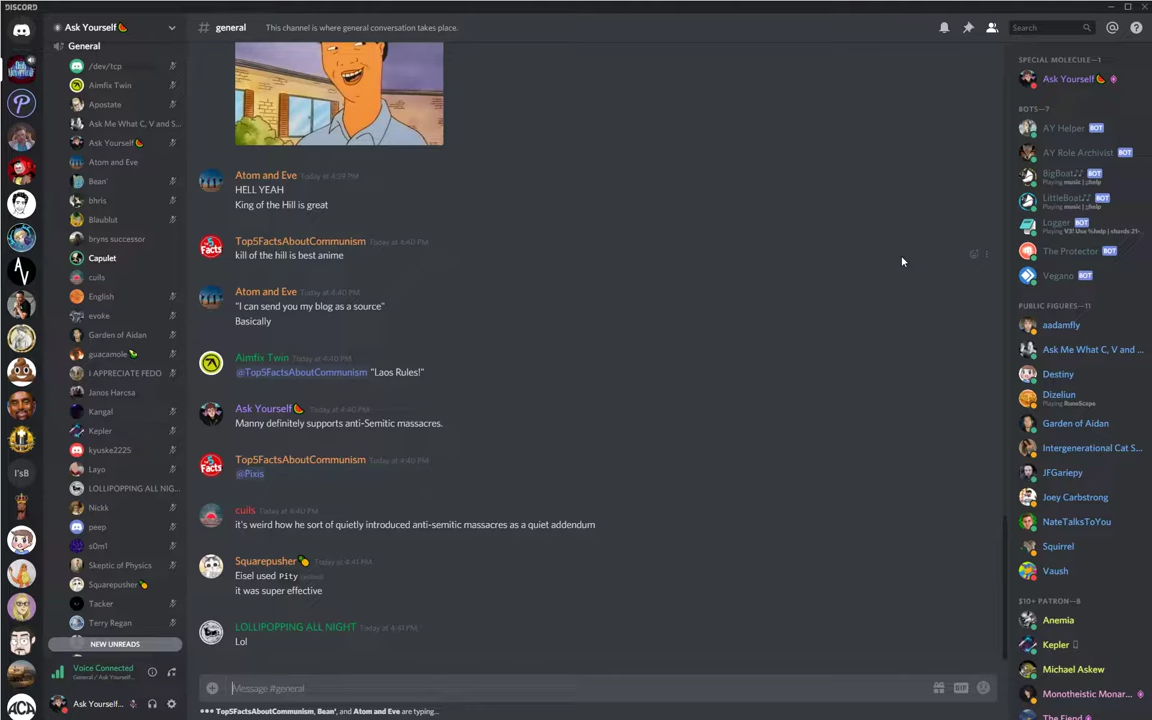 DISCORD
Ask Yourself🍉
General
/dev/tcp
Aimfix Twin
Apostate
Ask Me What C, V and S...
Ask Yourself🍉
Atom and Eve
Bean'
bhris
Blaublut
bryns successor
Capulet
cuils
English
evoke
Garden of Aidan
guacamole🥑
I APPRECIATE FEDO
Janos Harcsa
Kangal
Kepler
kyuske2225
Layo
LOLLIPOPPING ALL NIG...
Nickk
peep
s0m1
Skeptic of Physics
Squarepusher🍍
Tacker
Terry Regan
NEW UNREADS
Voice Connected
General / Ask Yourself...
Ask Yourself...
I'sB
# general
This channel is where general conversation takes place.
Search
Atom and Eve Today at 4:39 PM
HELL YEAH
King of the Hill is great
Top5FactsAboutCommunism Today at 4:40 PM
kill of the hill is best anime
Atom and Eve Today at 4:40 PM
"I can send you my blog as a source"
Basically
Aimfix Twin Today at 4:40 PM
@Top5FactsAboutCommunism "Laos Rules!"
Ask Yourself🍉 Today at 4:40 PM
Manny definitely supports anti-Semitic massacres.
Top5FactsAboutCommunism Today at 4:40 PM
@Pixis
cuils Today at 4:40 PM
it's weird how he sort of quietly introduced anti-semitic massacres as a quiet addendum
Squarepusher🍍 Today at 4:41 PM
Eisel used Pity (edited)
it was super effective
LOLLIPOPPING ALL NIGHT Today at 4:41 PM
Lol
Message #general
GIF
Top5FactsAboutCommunism, Bean', and Atom and Eve are typing...
SPECIAL MOLECULE—1
Ask Yourself🍉
BOTS—7
AY Helper BOT
AY Role Archivist BOT
BigBoat♪♪ BOT
Playing music | ;;help
LittleBoat♪♪ BOT
Playing music | ;;help
Logger BOT
Playing V3! Use %help | shards 21-...
The Protector BOT
Vegano BOT
PUBLIC FIGURES—11
aadamfly
Ask Me What C, V and ...
Destiny
Dizeliun
Playing RuneScape
Garden of Aidan
Intergenerational Cat S...
JFGariepy
Joey Carbstrong
NateTalksToYou
Squirrel
Vaush
$10+ PATRON—8
Anemia
Kepler
Michael Askew
Monotheistic Monar...
The Fiend